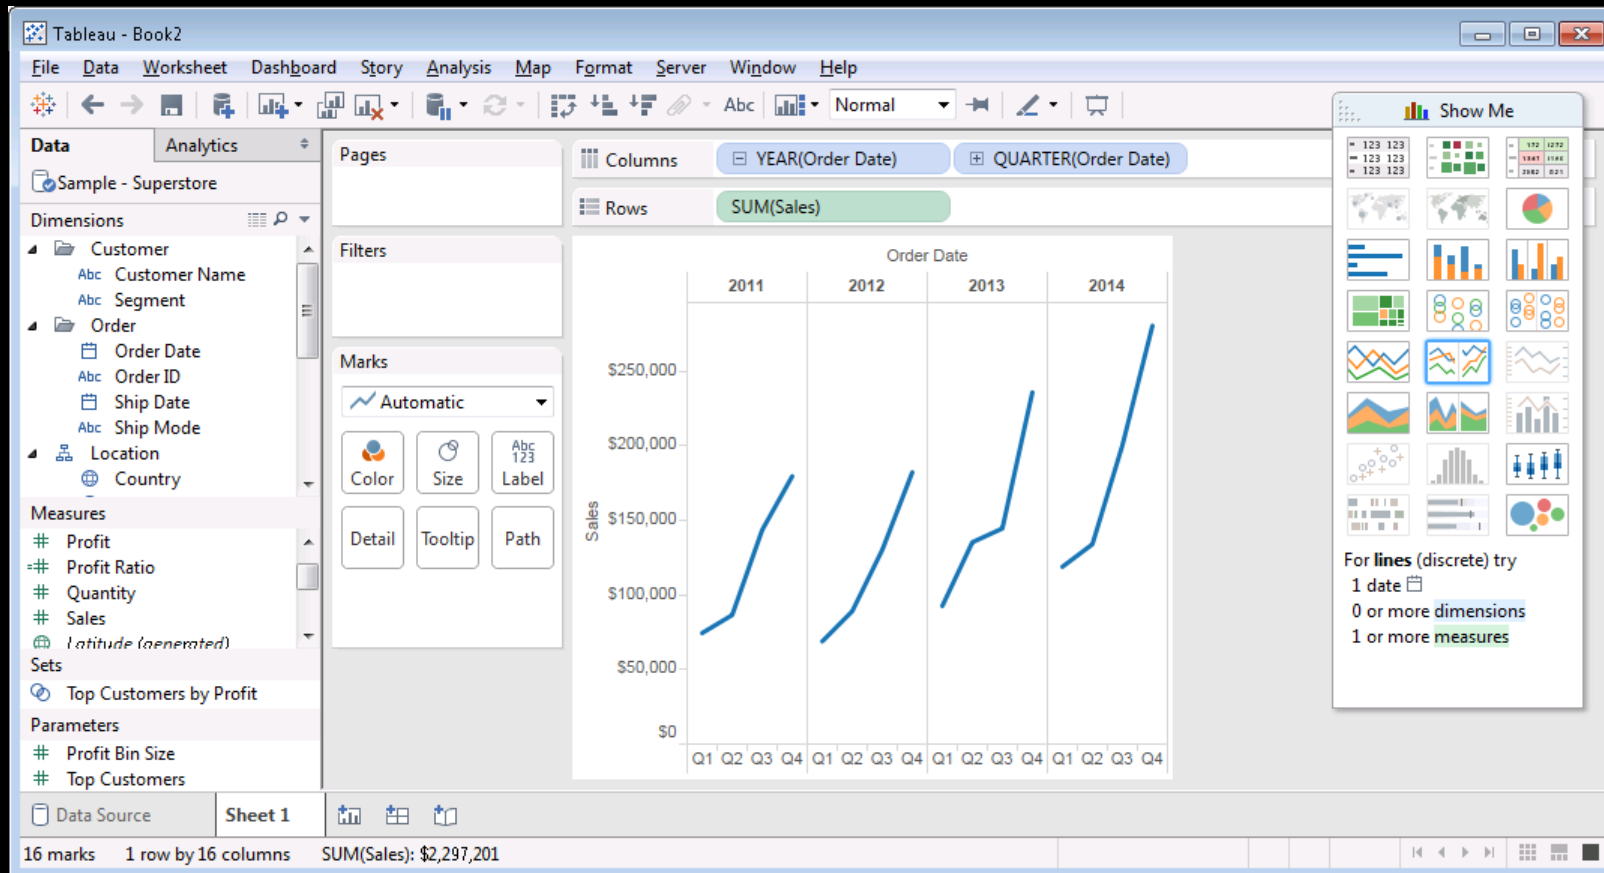 Tableau - Book2
File Data Worksheet Dashboard Story Analysis Map Format Server Window Help
Abc Normal
Show Me
Data Analytics
Sample - Superstore
Dimensions
Customer
Abc Customer Name
Abc Segment
Order
Order Date
Abc Order ID
Ship Date
Abc Ship Mode
Location
Country
Measures
# Profit
=# Profit Ratio
# Quantity
# Sales
Latitude (generated)
Sets
Top Customers by Profit
Parameters
# Profit Bin Size
# Top Customers
Pages
Filters
Marks
Automatic
Color Size Abc 123 Label
Detail Tooltip Path
Columns YEAR(Order Date) QUARTER(Order Date)
Rows SUM(Sales)
Order Date
2011 2012 2013 2014
Sales
$250,000
$200,000
$150,000
$100,000
$50,000
$0
Q1 Q2 Q3 Q4 Q1 Q2 Q3 Q4 Q1 Q2 Q3 Q4 Q1 Q2 Q3 Q4
123 123
123 123
123 123
For lines (discrete) try
1 date
0 or more dimensions
1 or more measures
Data Source Sheet 1
16 marks 1 row by 16 columns SUM(Sales): $2,297,201